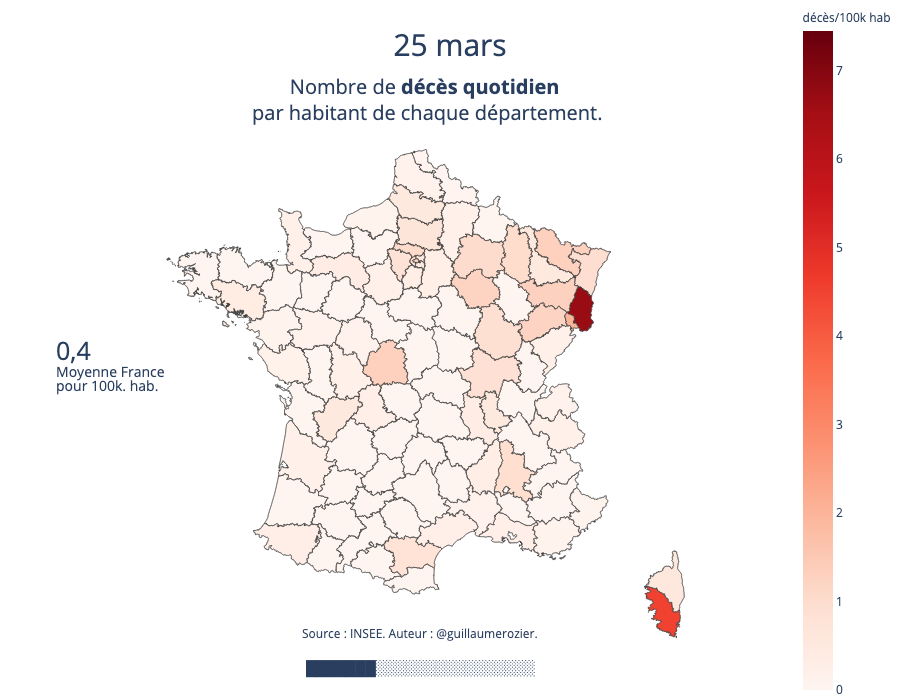 décès/100k hab
25 mars
Nombre de décès quotidien
par habitant de chaque département.
7
6
5
4
3
2
1
0
0,4
Moyenne France
pour 100k. hab.
Source : INSEE. Auteur : @guillaumerozier.